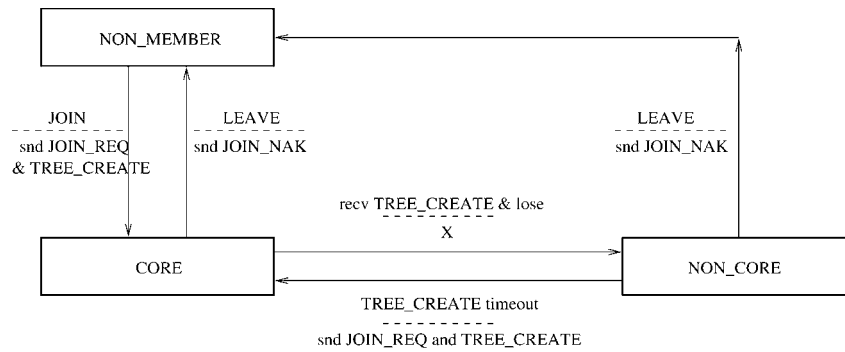 NON_MEMBER
JOIN
snd JOIN_REQ
& TREE_CREATE
LEAVE
snd JOIN_NAK
LEAVE
snd JOIN_NAK
recv TREE_CREATE & lose
X
CORE
NON_CORE
TREE_CREATE timeout
snd JOIN_REQ and TREE_CREATE